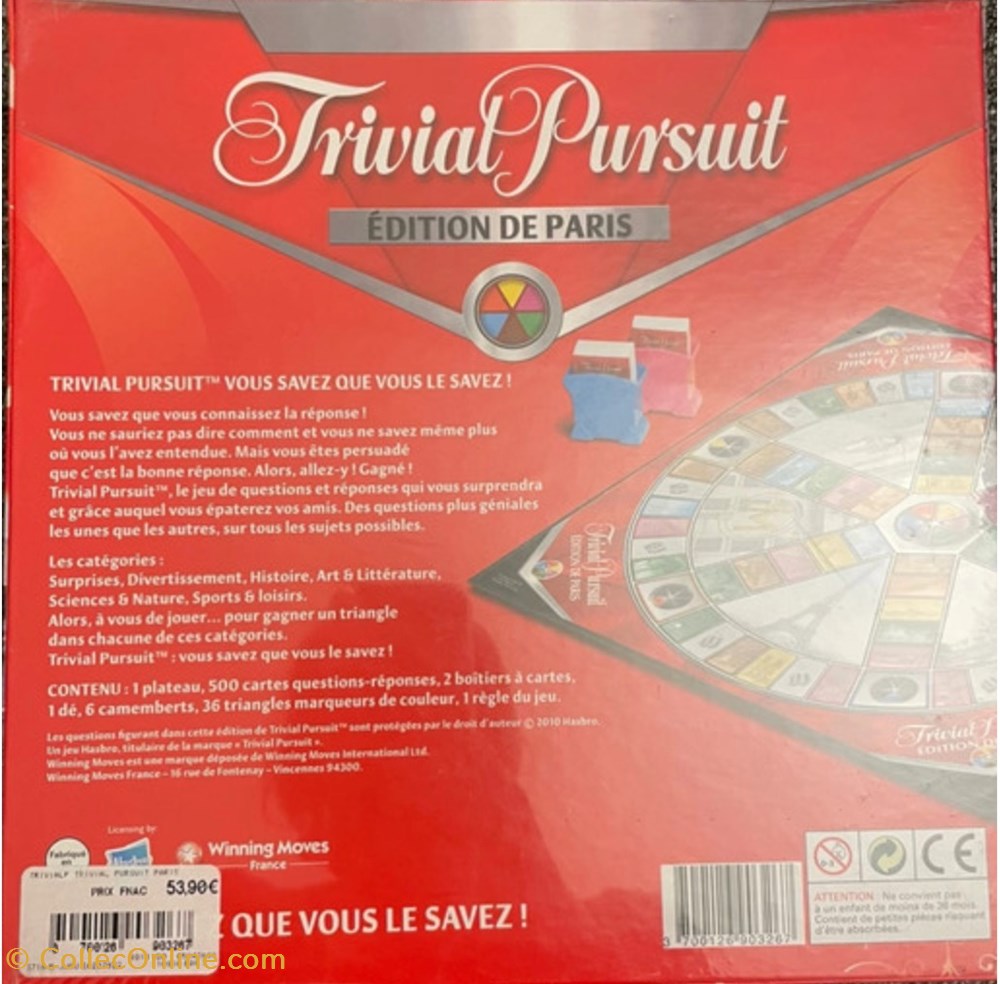 Trivial Pursuit
ÉDITION DE PARIS
TRIVIAL PURSUIT™ VOUS SAVEZ QUE VOUS LE SAVEZ !
Vous savez que vous connaissez la réponse !
Vous ne sauriez pas dire comment et vous ne savez même plus
où vous l'avez entendue. Mais vous êtes persuadé
que c'est la bonne réponse. Alors, allez-y ! Gagné !
Trivial Pursuit™, le jeu de questions et réponses qui vous surprendra
et grâce auquel vous épaterez vos amis. Des questions plus géniales
les unes que les autres, sur tous les sujets possibles.
Les catégories :
Surprises, Divertissement, Histoire, Art & Littérature,
Sciences & Nature, Sports & loisirs.
Alors, à vous de jouer... pour gagner un triangle
dans chacune de ces catégories.
Trivial Pursuit™ : vous savez que vous le savez !
CONTENU : 1 plateau, 500 cartes questions-réponses, 2 boîtiers à cartes,
1 dé, 6 camemberts, 36 triangles marqueurs de couleur, 1 règle du jeu.
Les questions figurant dans cette édition de Trivial Pursuit™ sont protégées par le droit d'auteur © 2010 Hasbro.
Un jeu Hasbro, titulaire de la marque « Trivial Pursuit ».
Winning Moves est une marque déposée de Winning Moves International Ltd.
Winning Moves France – 16 rue de Fontenay – Vincennes 94300.
Trivial Pursuit
ÉDITION DE PARIS
Trivial Pursuit
ÉDITION DE PARIS
Trivial
ÉDITION DE
Licensing by
Fabriqué
en
Hasbro
Winning Moves
France
TRIVIALP TRIVIAL PURSUIT PARIS
PRIX FNAC 53,90€
3 700126 903267
Z QUE VOUS LE SAVEZ !
3 700126 903267
0-3
CE
ATTENTION : Ne convient pas
à un enfant de moins de 36 mois.
Contient de petites pièces risquant
d'être absorbées.
© CollecOnline.com